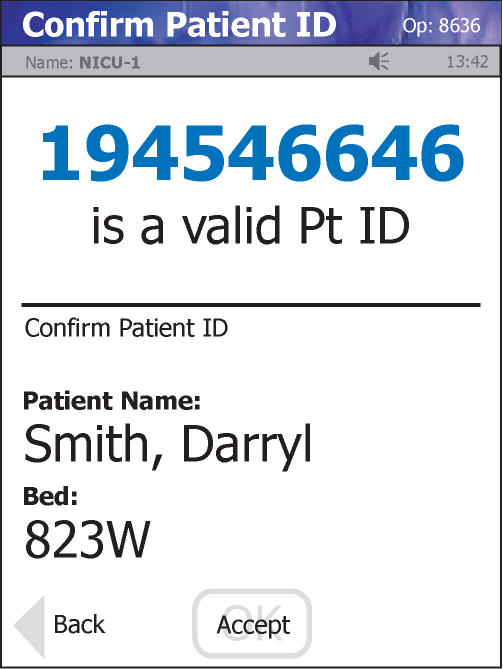 Confirm Patient ID Op: 8636
Name: NICU-1 13:42
194546646
is a valid Pt ID
Confirm Patient ID
Patient Name:
Smith, Darryl
Bed:
823W
Back OK Accept